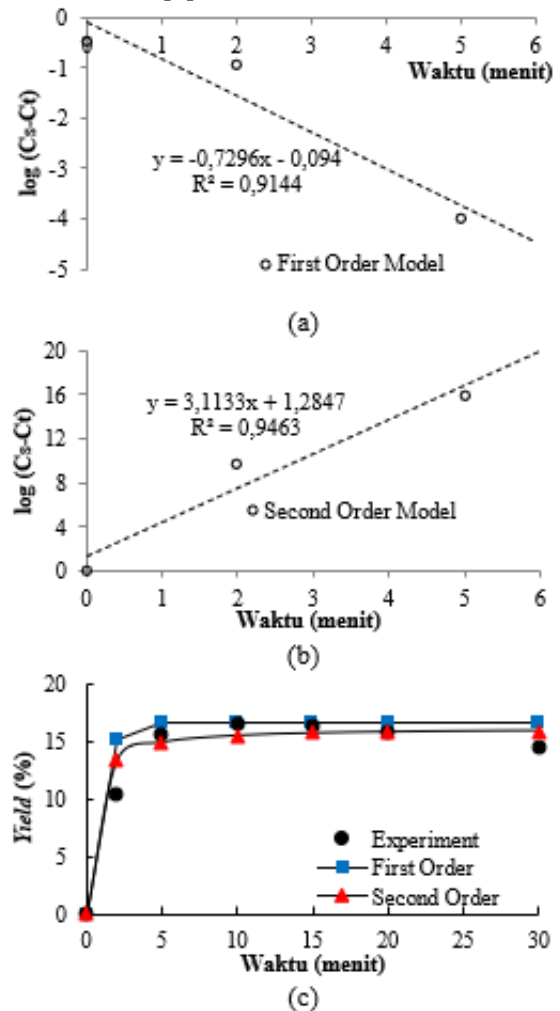 0
0 1 2 3 4 5 6
Waktu (menit)
-1
-2
-3
-4
-5
log (Cs-Ct)
y = -0,7296x - 0,094
R² = 0,9144
First Order Model
(a)
20
16
12
8
4
0
log (Cs-Ct)
y = 3,1133x + 1,2847
R² = 0,9463
Second Order Model
0 1 2 3 4 5 6
Waktu (menit)
(b)
20
15
10
5
0
Yield (%)
Experiment
First Order
Second Order
0 5 10 15 20 25 30
Waktu (menit)
(c)